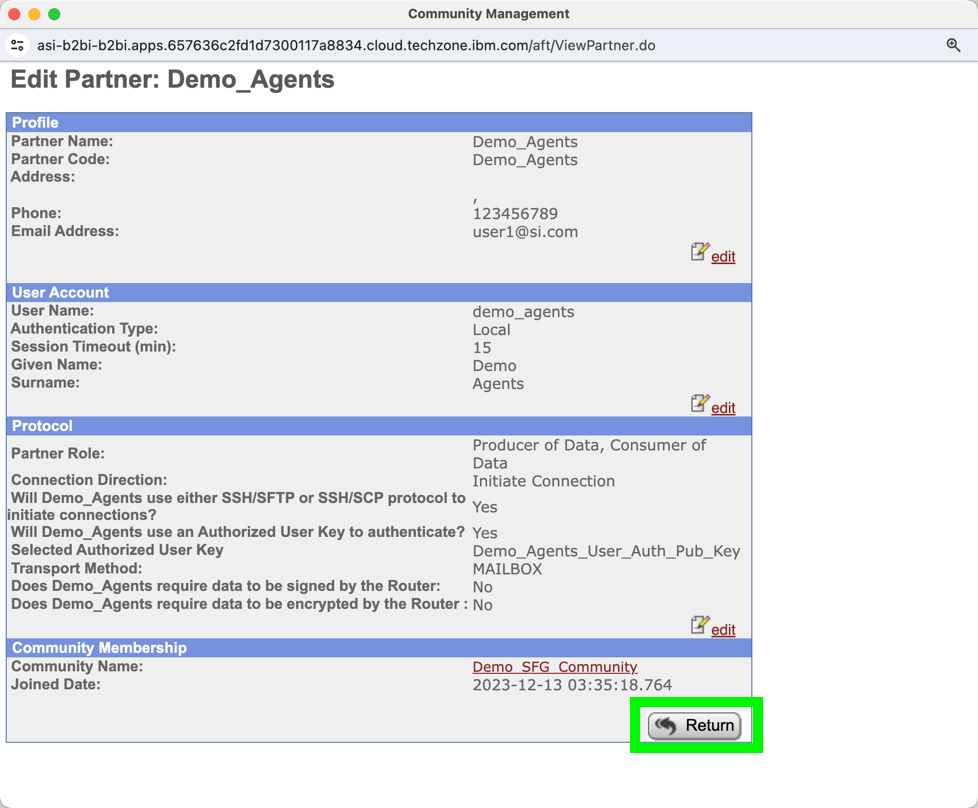 Community Management
asi-b2bi-b2bi.apps.657636c2fd1d7300117a8834.cloud.techzone.ibm.com/aft/ViewPartner.do
Edit Partner: Demo_Agents
Profile
Partner Name: Demo_Agents
Partner Code: Demo_Agents
Address:
,
Phone: 123456789
Email Address: user1@si.com
edit
User Account
User Name: demo_agents
Authentication Type: Local
Session Timeout (min): 15
Given Name: Demo
Surname: Agents
edit
Protocol
Partner Role: Producer of Data, Consumer of
Data
Connection Direction: Initiate Connection
Will Demo_Agents use either SSH/SFTP or SSH/SCP protocol to
initiate connections? Yes
Will Demo_Agents use an Authorized User Key to authenticate? Yes
Selected Authorized User Key Demo_Agents_User_Auth_Pub_Key
Transport Method: MAILBOX
Does Demo_Agents require data to be signed by the Router: No
Does Demo_Agents require data to be encrypted by the Router : No
edit
Community Membership
Community Name: Demo_SFG_Community
Joined Date: 2023-12-13 03:35:18.764
Return